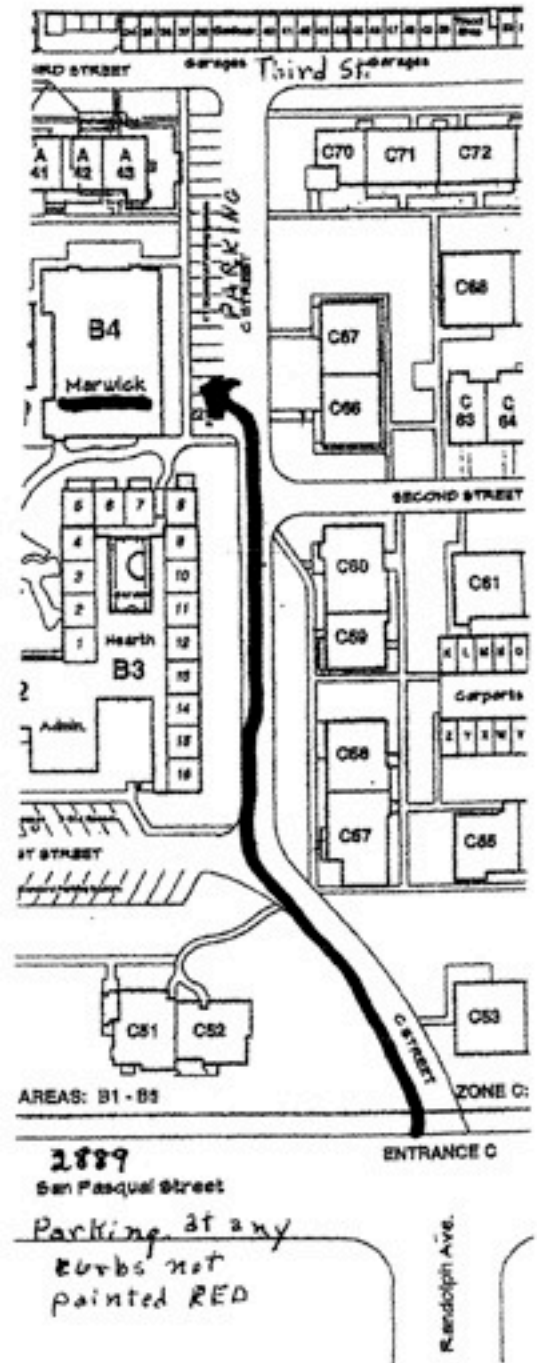 Garages Third St. Garages
C70 C71 C72
A 41 A 42 A 43
PARKING
C STREET
C68
B4
C67
Marwick
C66
C 63 C 64
SECOND STREET
5 6 7 8
4 9
3 10
2 11
1 12
Hearth
B3
13
14
15
16
Admin.
C60
C61
C59
K L M N O
Carports
C58
C57
ST STREET
C51 C52
C STREET
C53
AREAS: B1 - B5
ZONE C:
ENTRANCE C
2889
San Pasqual Street
Parking at any
curbs not
painted RED
Randolph Ave.